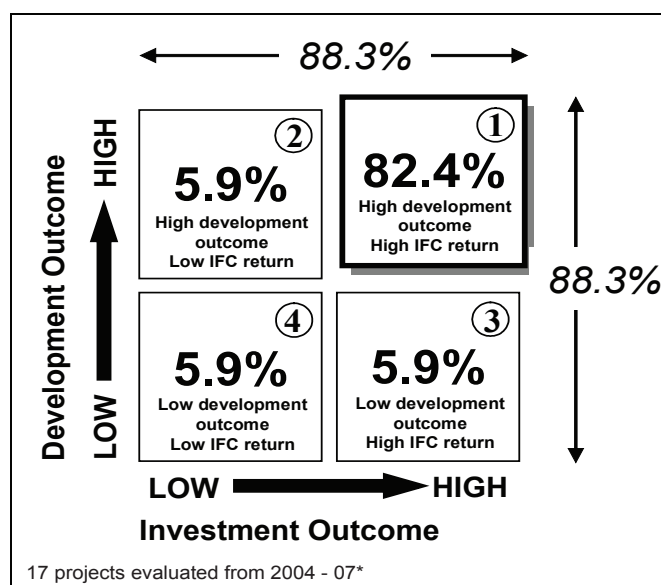 88.3%
HIGH
Development Outcome
LOW
2
5.9%
High development
outcome
Low IFC return
1
82.4%
High development
outcome
High IFC return
88.3%
4
5.9%
Low development
outcome
Low IFC return
3
5.9%
Low development
outcome
High IFC return
LOW HIGH
Investment Outcome
17 projects evaluated from 2004 - 07*